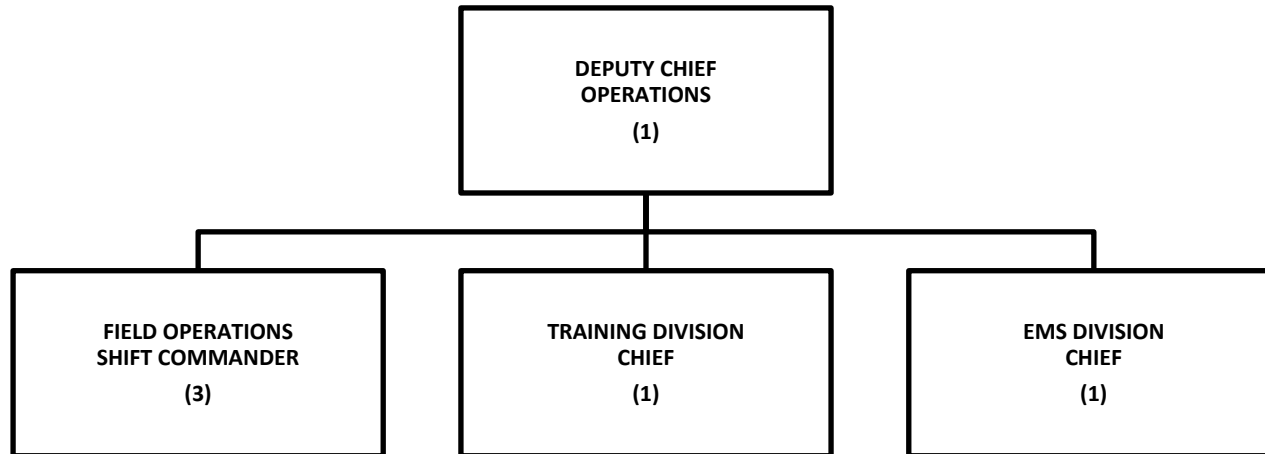 DEPUTY CHIEF
OPERATIONS
(1)
FIELD OPERATIONS
SHIFT COMMANDER
(3)
TRAINING DIVISION
CHIEF
(1)
EMS DIVISION
CHIEF
(1)